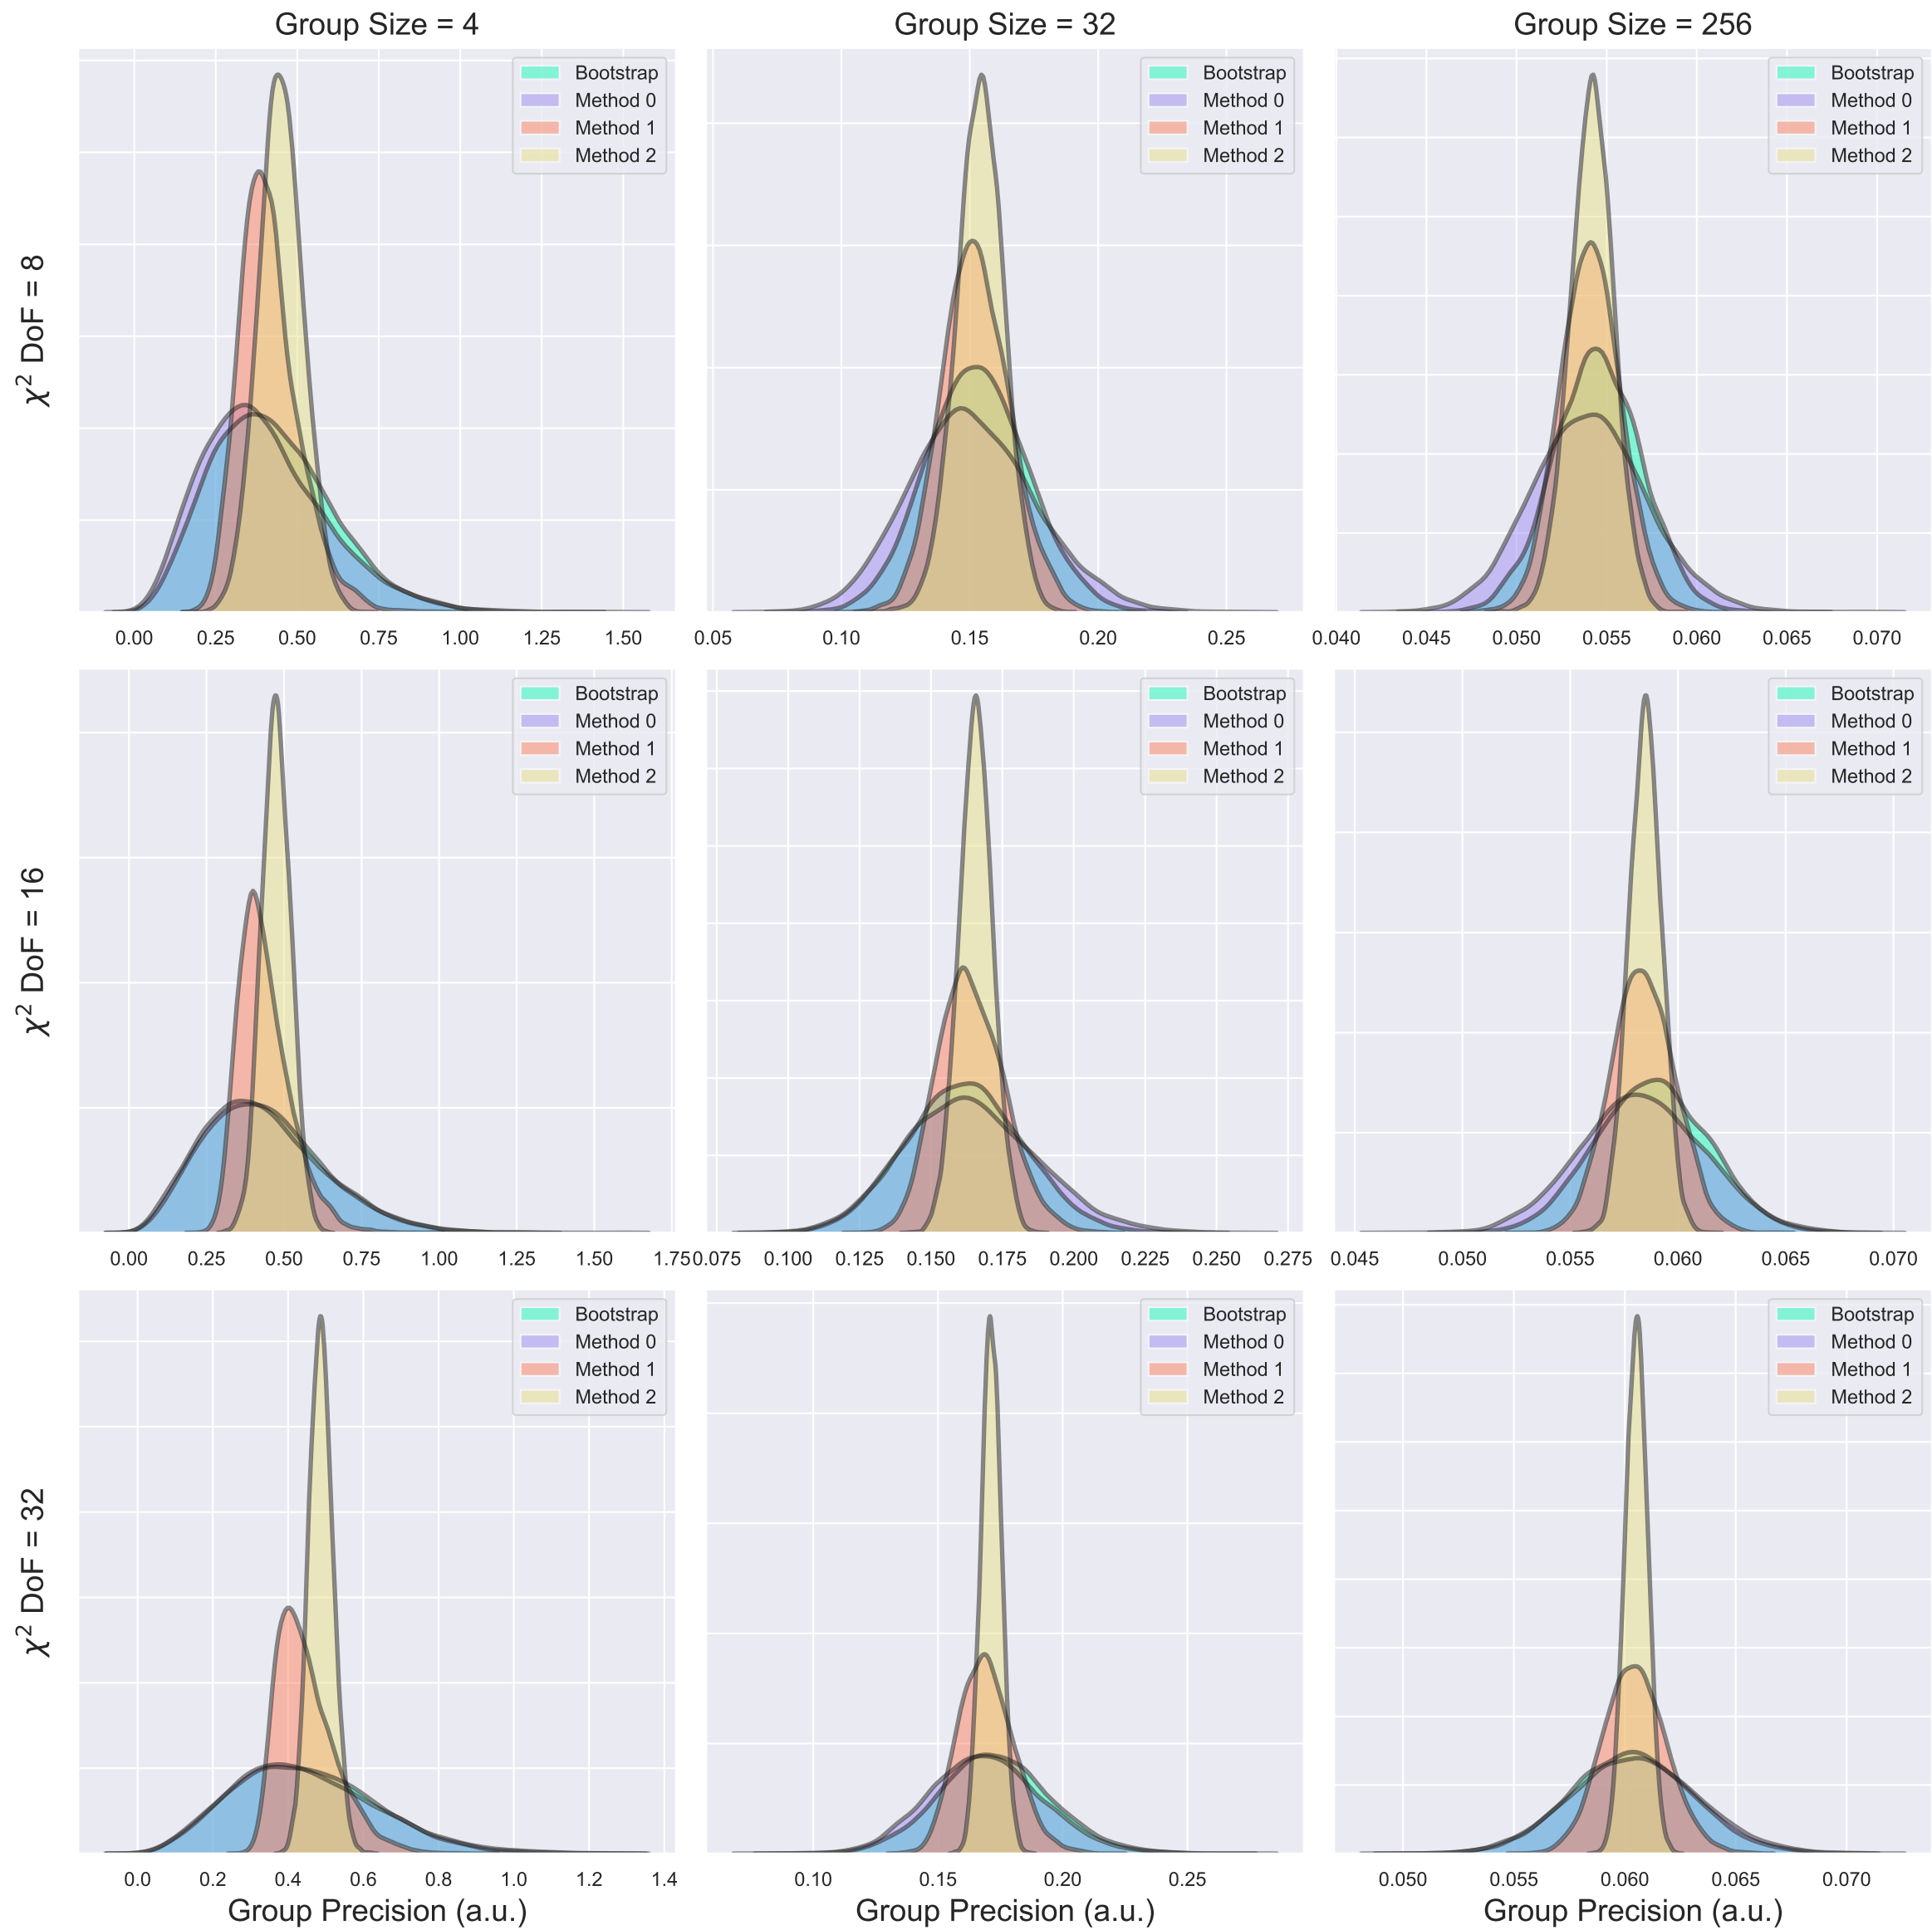 Group Size = 4
Group Size = 32
Group Size = 256
χ² DoF = 8
Bootstrap
Method 0
Method 1
Method 2
Bootstrap
Method 0
Method 1
Method 2
Bootstrap
Method 0
Method 1
Method 2
0.00 0.25 0.50 0.75 1.00 1.25 1.50
0.05 0.10 0.15 0.20 0.25
0.040 0.045 0.050 0.055 0.060 0.065 0.070
χ² DoF = 16
Bootstrap
Method 0
Method 1
Method 2
Bootstrap
Method 0
Method 1
Method 2
Bootstrap
Method 0
Method 1
Method 2
0.00 0.25 0.50 0.75 1.00 1.25 1.50 1.75
0.075 0.100 0.125 0.150 0.175 0.200 0.225 0.250 0.275
0.045 0.050 0.055 0.060 0.065 0.070
χ² DoF = 32
Bootstrap
Method 0
Method 1
Method 2
Bootstrap
Method 0
Method 1
Method 2
Bootstrap
Method 0
Method 1
Method 2
0.0 0.2 0.4 0.6 0.8 1.0 1.2 1.4
0.10 0.15 0.20 0.25
0.050 0.055 0.060 0.065 0.070
Group Precision (a.u.)
Group Precision (a.u.)
Group Precision (a.u.)